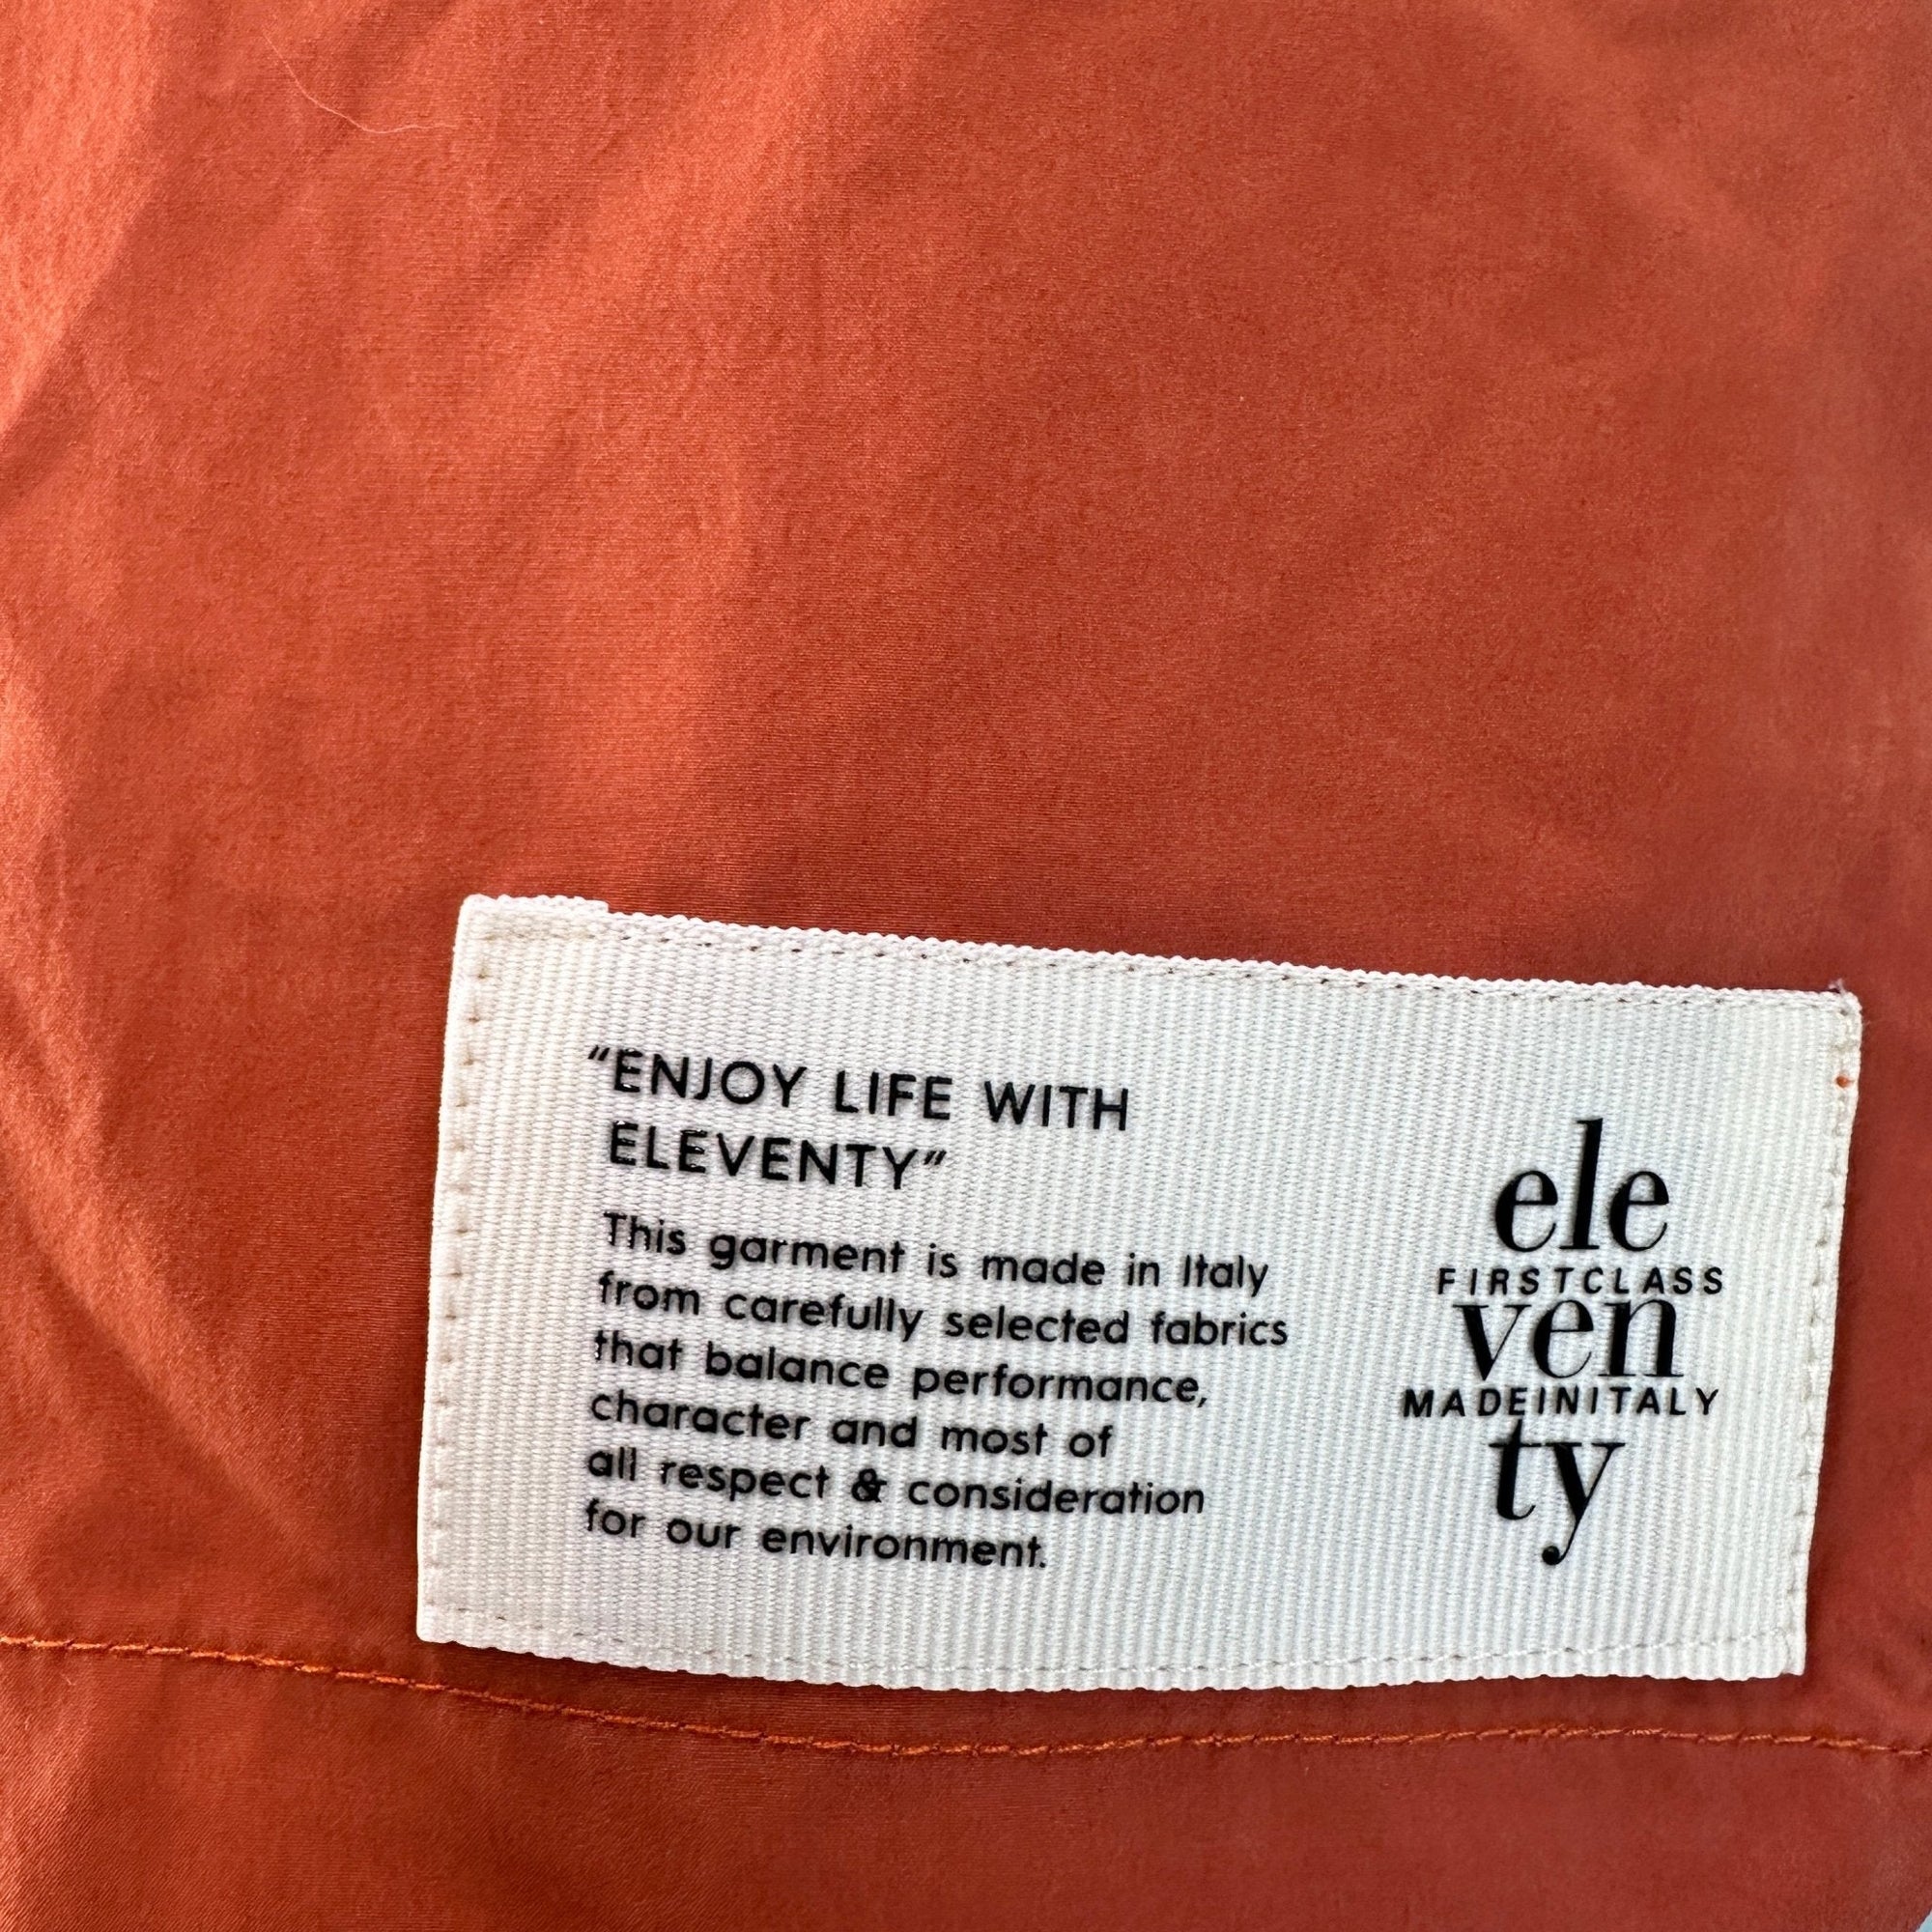 “ENJOY LIFE WITH
ELEVENTY”
This garment is made in Italy
from carefully selected fabrics
that balance performance,
character and most of
all respect & consideration
for our environment.
ele
FIRSTCLASS
ven
MADEINITALY
ty